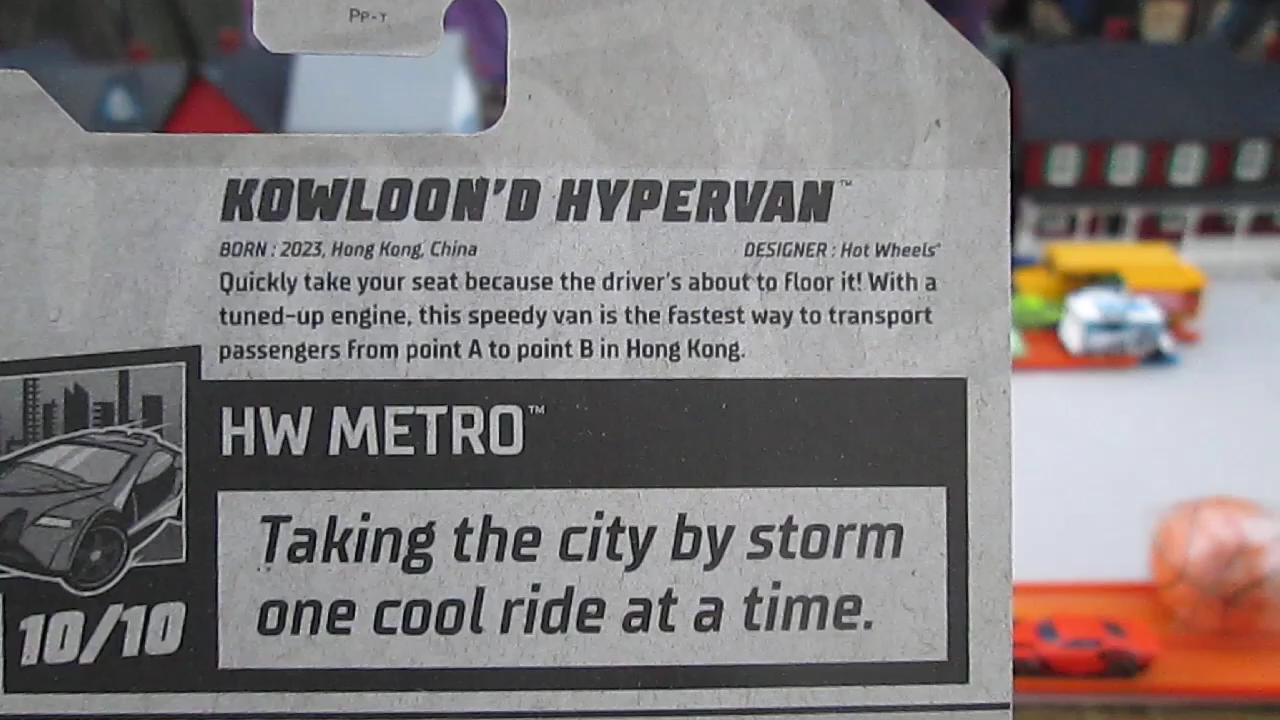 PP-Y
KOWLOON'D HYPERVAN™
BORN : 2023, Hong Kong, China
DESIGNER : Hot Wheels®
Quickly take your seat because the driver's about to floor it! With a
tuned-up engine, this speedy van is the fastest way to transport
passengers from point A to point B in Hong Kong.
HW METRO™
Taking the city by storm
one cool ride at a time.
10/10